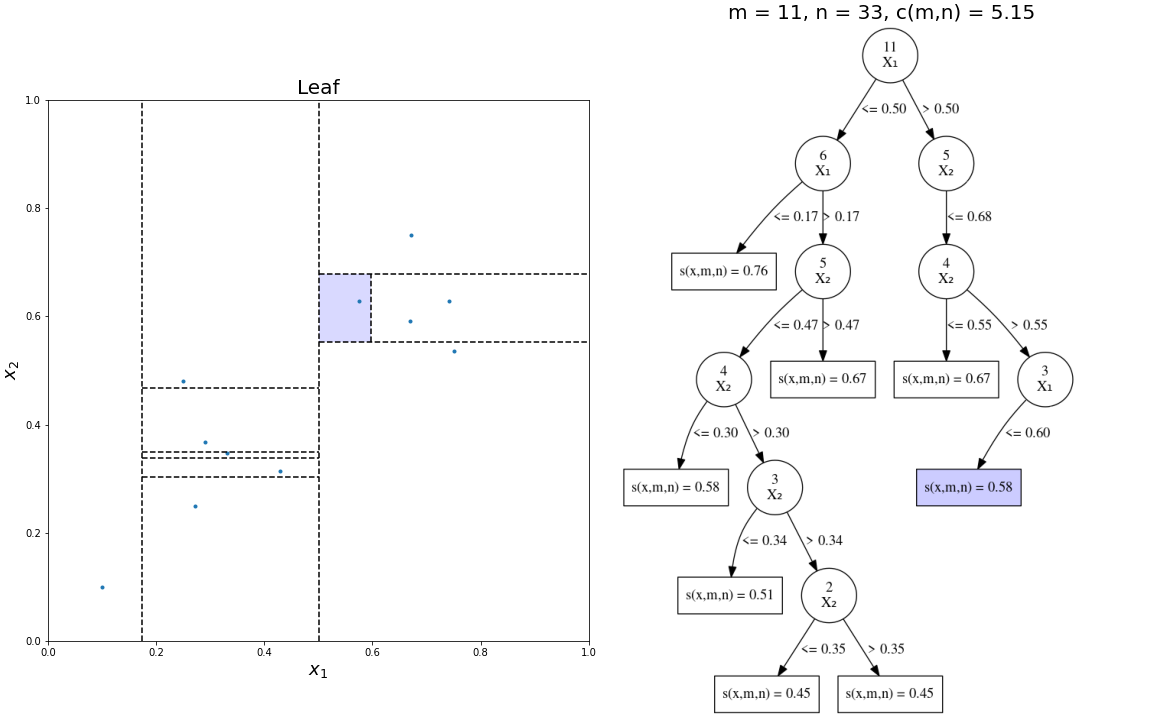 m = 11, n = 33, c(m,n) = 5.15
Leaf
1.0
0.8
0.6
0.4
0.2
0.0
x2
0.0 0.2 0.4 0.6 0.8 1.0
x1
11
X₁
<= 0.50 > 0.50
6
X₁
5
X₂
<= 0.17 > 0.17 <= 0.68
s(x,m,n) = 0.76
5
X₂
4
X₂
<= 0.47 > 0.47 <= 0.55 > 0.55
4
X₂
s(x,m,n) = 0.67
s(x,m,n) = 0.67
3
X₁
<= 0.30 > 0.30 <= 0.60
s(x,m,n) = 0.58
3
X₂
s(x,m,n) = 0.58
<= 0.34 > 0.34
s(x,m,n) = 0.51
2
X₂
<= 0.35 > 0.35
s(x,m,n) = 0.45
s(x,m,n) = 0.45